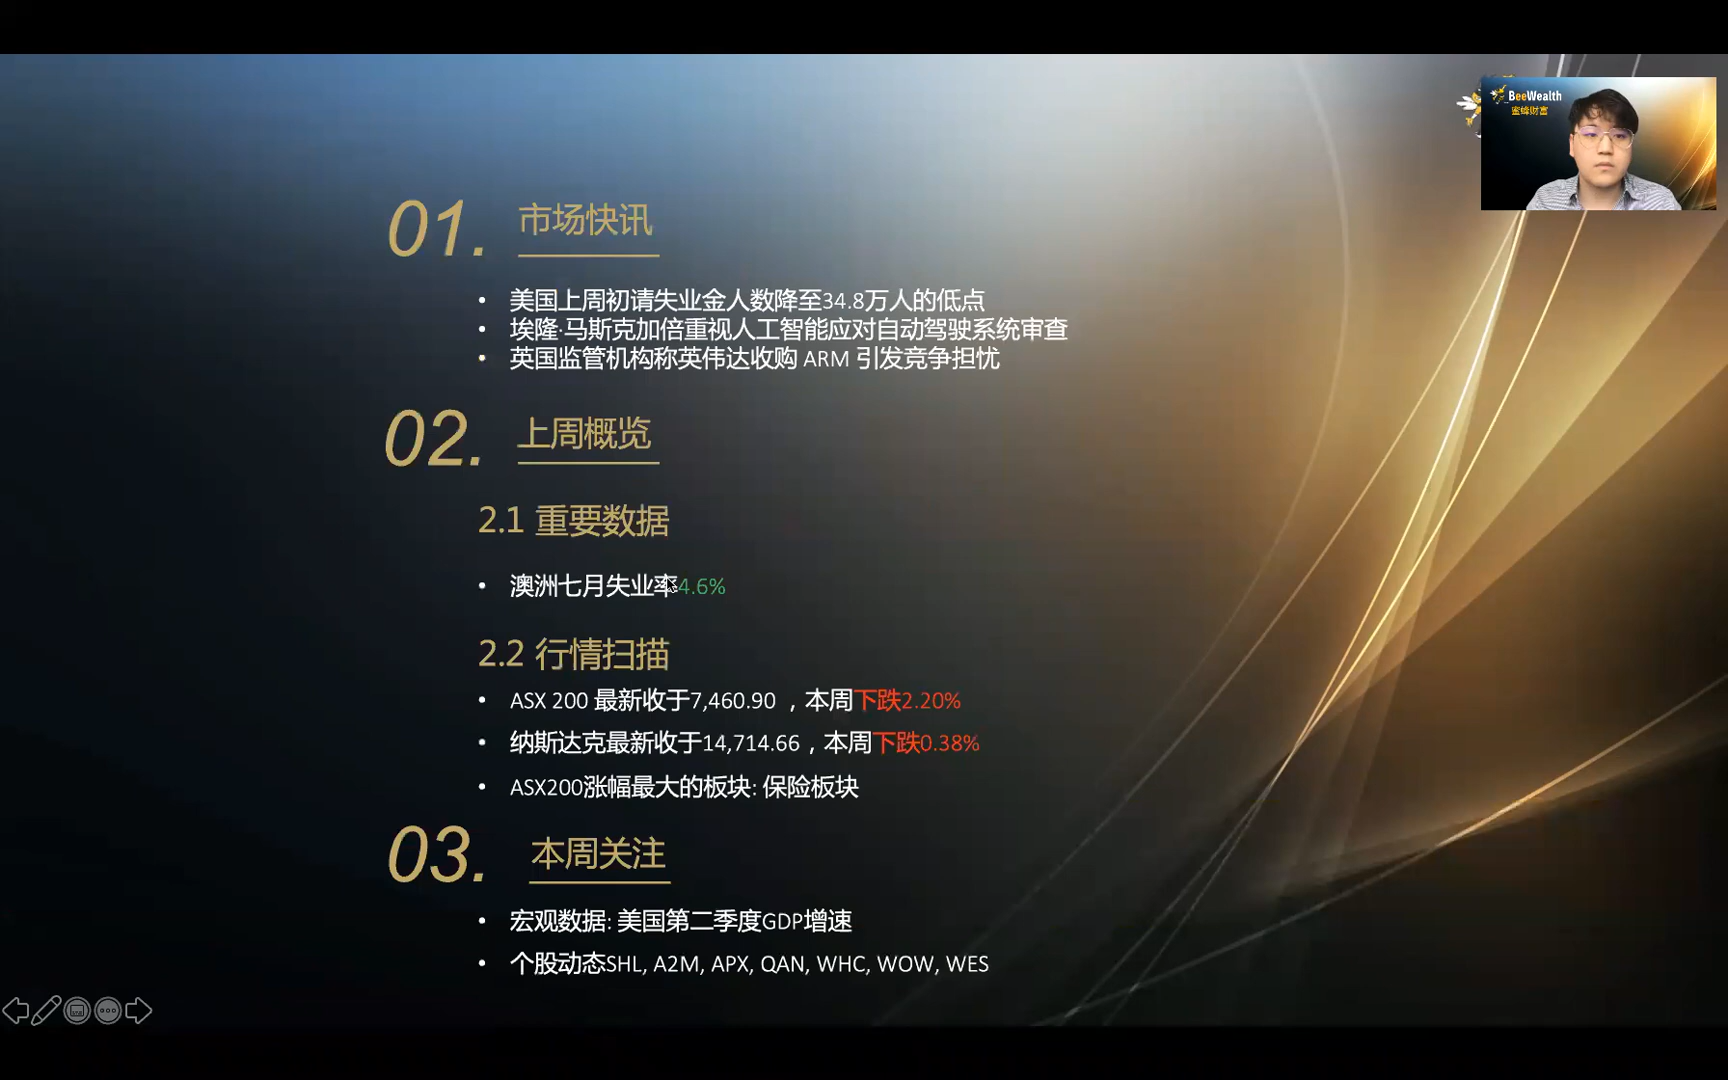 BeeWealth
蜜蜂财富
01. 市场快讯
• 美国上周初请失业金人数降至34.8万人的低点
• 埃隆·马斯克加倍重视人工智能应对自动驾驶系统审查
• 英国监管机构称英伟达收购 ARM 引发竞争担忧
02. 上周概览
2.1 重要数据
• 澳洲七月失业率4.6%
2.2 行情扫描
• ASX 200 最新收于7,460.90 ，本周下跌2.20%
• 纳斯达克最新收于14,714.66，本周下跌0.38%
• ASX200涨幅最大的板块: 保险板块
03. 本周关注
• 宏观数据: 美国第二季度GDP增速
• 个股动态SHL, A2M, APX, QAN, WHC, WOW, WES